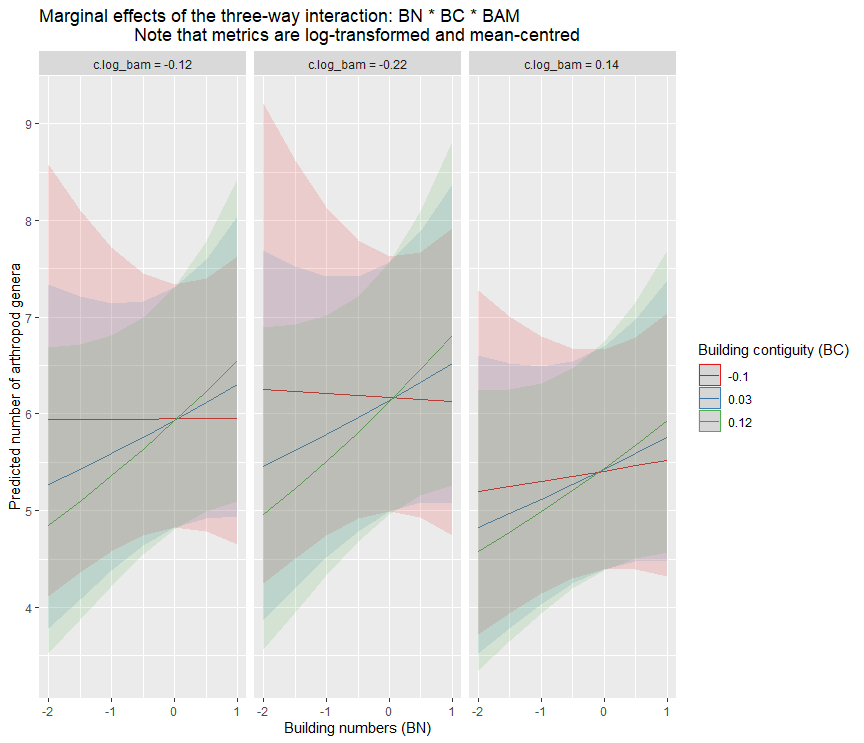 Marginal effects of the three-way interaction: BN * BC * BAM
Note that metrics are log-transformed and mean-centred
c.log_bam = -0.12
c.log_bam = -0.22
c.log_bam = 0.14
Predicted number of arthropod genera
9
8
7
6
5
4
-2
-1
0
1
-2
-1
0
1
-2
-1
0
1
Building numbers (BN)
Building contiguity (BC)
-0.1
0.03
0.12